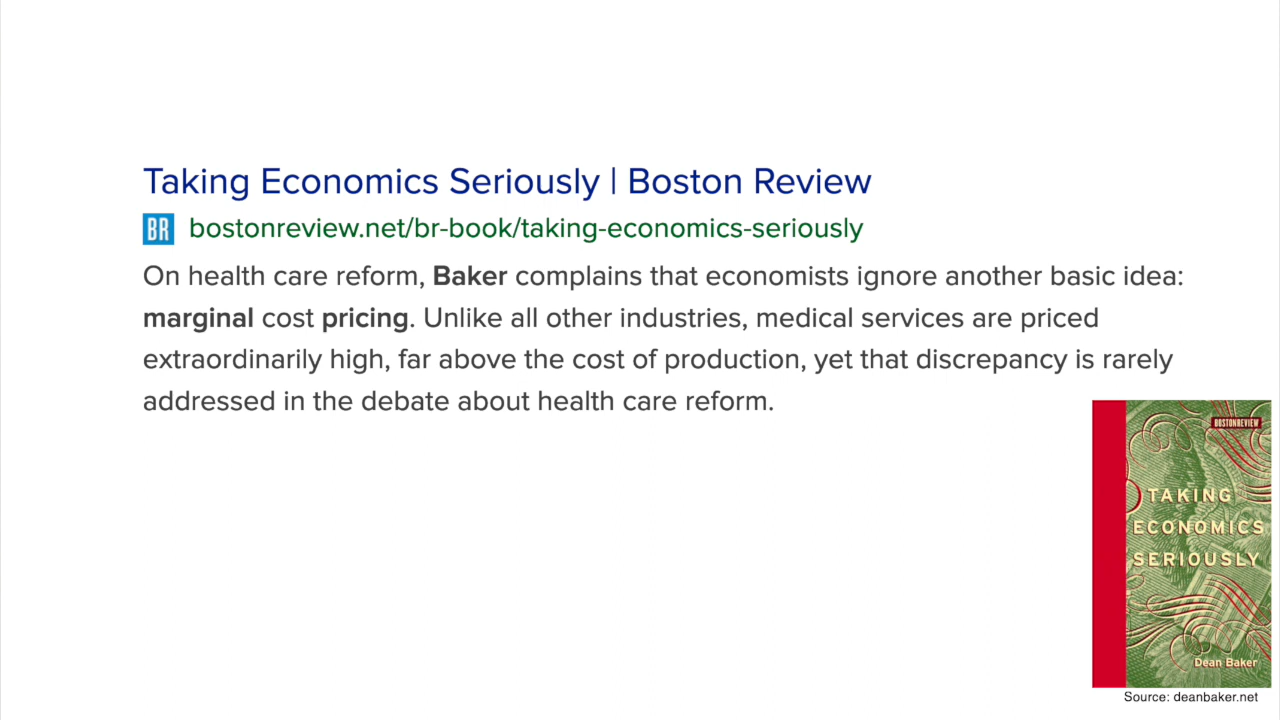 Taking Economics Seriously | Boston Review
BR bostonreview.net/br-book/taking-economics-seriously
On health care reform, Baker complains that economists ignore another basic idea:
marginal cost pricing. Unlike all other industries, medical services are priced
extraordinarily high, far above the cost of production, yet that discrepancy is rarely
addressed in the debate about health care reform.
BOSTONREVIEW
TAKING
ECONOMICS
SERIOUSLY
Dean Baker
Source: deanbaker.net